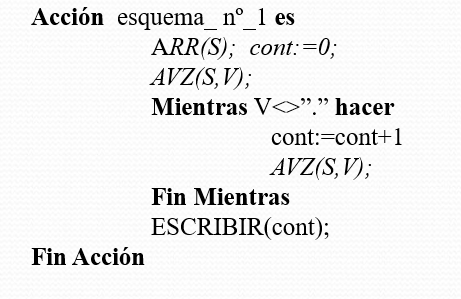 Acción esquema_ nº_1 es
ARR(S); cont:=0;
AVZ(S,V);
Mientras V<>”.” hacer
cont:=cont+1
AVZ(S,V);
Fin Mientras
ESCRIBIR(cont);
Fin Acción